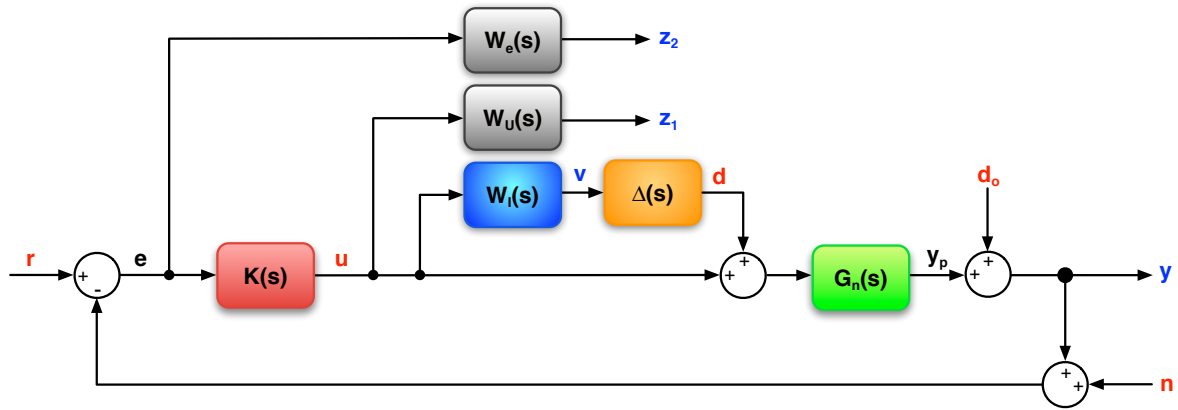 We(s)
z2
WU(s)
z1
WI(s)
v
Δ(s)
d
do
r
+
-
e
K(s)
u
+
+
Gn(s)
yp
+
+
y
+
+
n